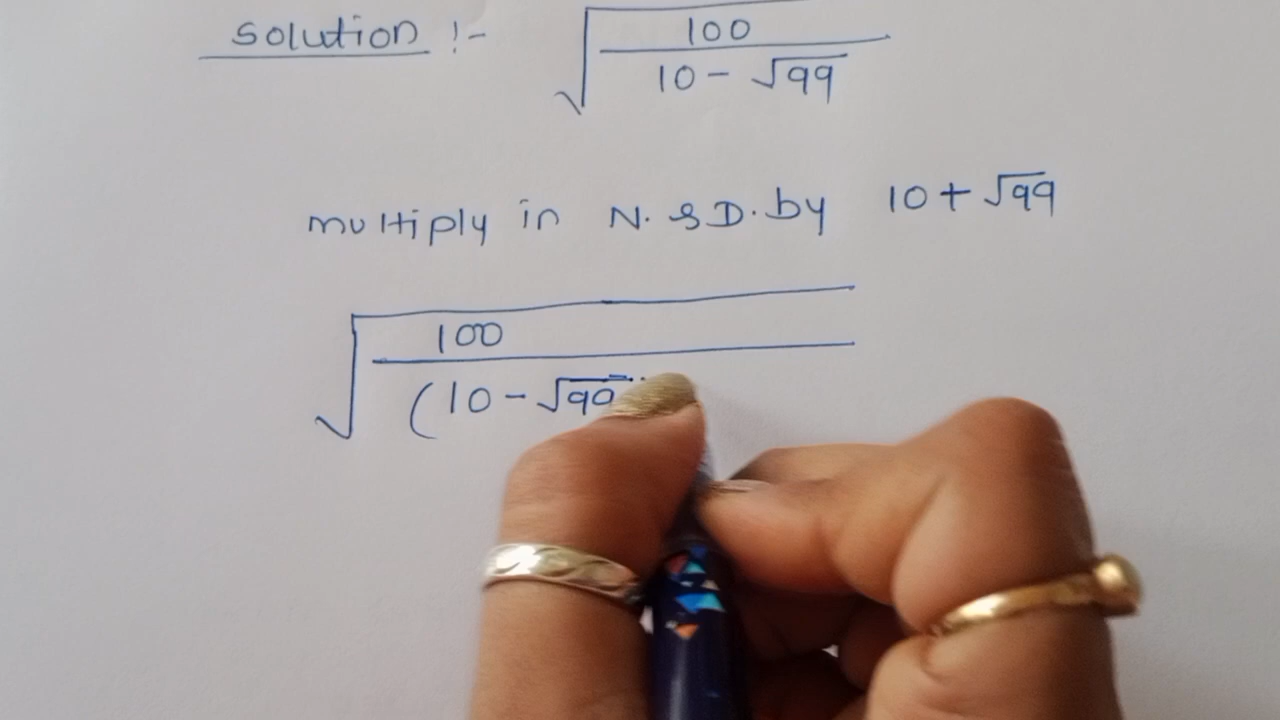 Solution :- √(100 / (10 - √99))
multiply in N. & D. by 10 + √99
√(100 / (10 - √99